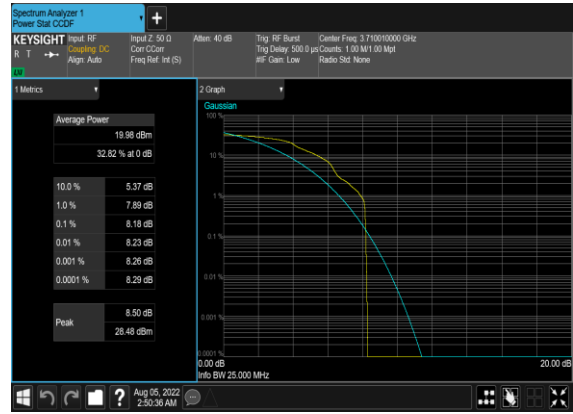 Spectrum Analyzer 1
Power Stat CCDF
KEYSIGHT
R T
LW
Input: RF
Coupling: DC
Align: Auto
Input Z: 50 Ω
Corr CCorr
Freq Ref: Int (S)
Atten: 40 dB
Trig: RF Burst
Trig Delay: 500.0 µs
#IF Gain: Low
Center Freq: 3.710010000 GHz
Counts: 1.00 M/1.00 Mpt
Radio Std: None
1 Metrics
Average Power
19.98 dBm
32.82 % at 0 dB
10.0 % 5.37 dB
1.0 % 7.89 dB
0.1 % 8.18 dB
0.01 % 8.23 dB
0.001 % 8.26 dB
0.0001 % 8.29 dB
Peak
8.50 dB
28.48 dBm
2 Graph
Gaussian
100 %
10 %
1 %
0.1 %
0.01 %
0.001 %
0.0001 %
0.00 dB
20.00 dB
Info BW 25.000 MHz
?
Aug 05, 2022
2:50:36 AM